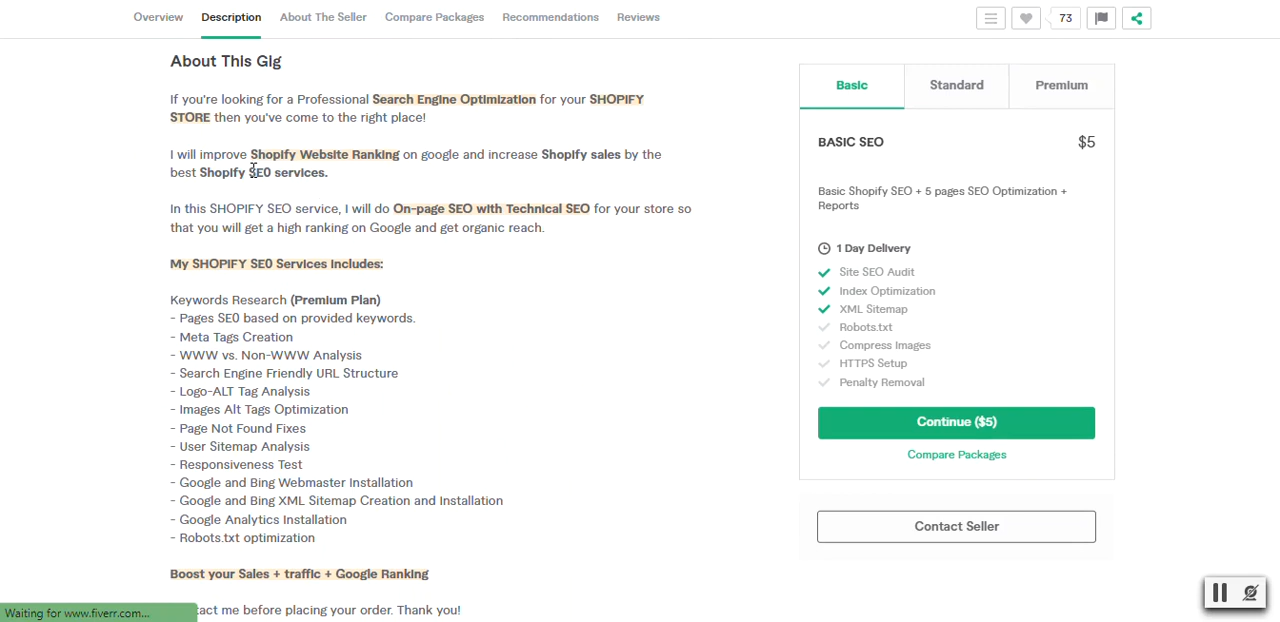 Overview Description About The Seller Compare Packages Recommendations Reviews 73
About This Gig
If you're looking for a Professional Search Engine Optimization for your SHOPIFY
STORE then you've come to the right place!
I will improve Shopify Website Ranking on google and increase Shopify sales by the
best Shopify SE0 services.
In this SHOPIFY SEO service, I will do On-page SEO with Technical SEO for your store so
that you will get a high ranking on Google and get organic reach.
My SHOPIFY SE0 Services Includes:
Keywords Research (Premium Plan)
- Pages SE0 based on provided keywords.
- Meta Tags Creation
- WWW vs. Non-WWW Analysis
- Search Engine Friendly URL Structure
- Logo-ALT Tag Analysis
- Images Alt Tags Optimization
- Page Not Found Fixes
- User Sitemap Analysis
- Responsiveness Test
- Google and Bing Webmaster Installation
- Google and Bing XML Sitemap Creation and Installation
- Google Analytics Installation
- Robots.txt optimization
Boost your Sales + traffic + Google Ranking
tact me before placing your order. Thank you!
Waiting for www.fiverr.com...
Basic Standard Premium
BASIC SEO $5
Basic Shopify SEO + 5 pages SEO Optimization +
Reports
1 Day Delivery
Site SEO Audit
Index Optimization
XML Sitemap
Robots.txt
Compress Images
HTTPS Setup
Penalty Removal
Continue ($5)
Compare Packages
Contact Seller